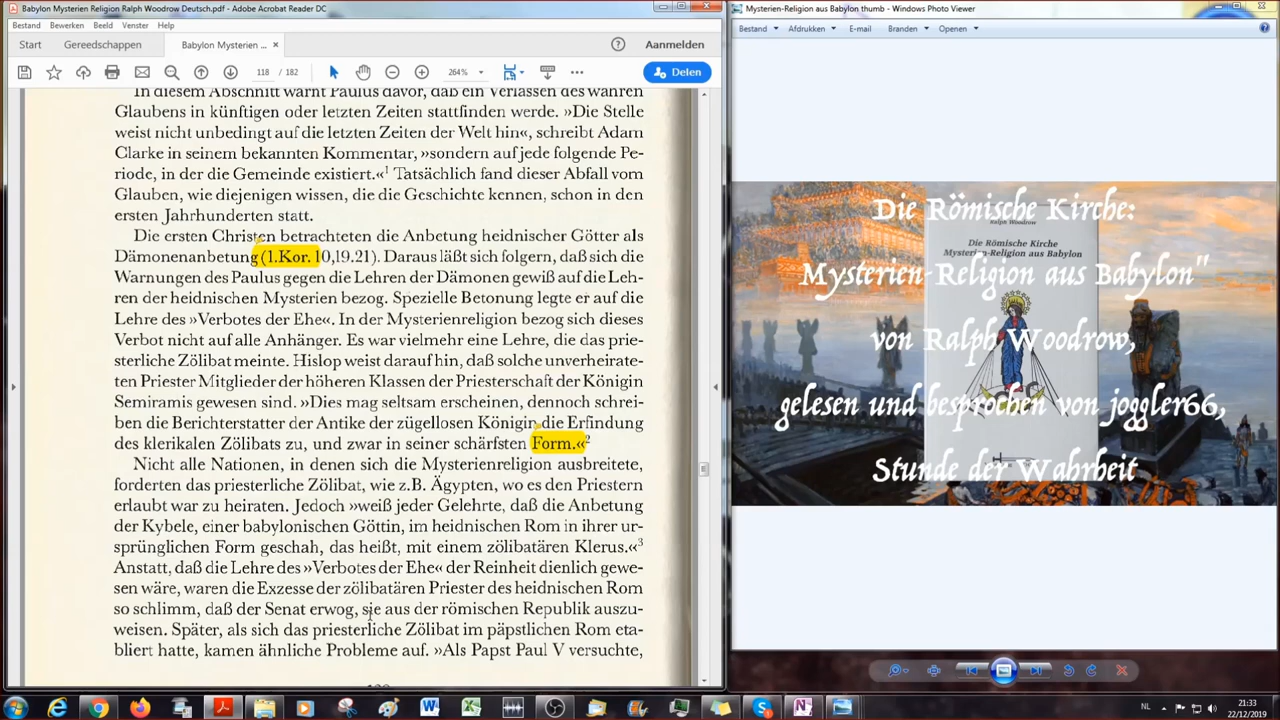 Babylon Mysterien Religion Ralph Woodrow Deutsch.pdf - Adobe Acrobat Reader DC
Bestand Bewerken Beeld Venster Help
Start Gereedschappen Babylon Mysterien ... × Aanmelden
118 / 182 264% Delen
In diesem Abschnitt warnt Paulus davor, daß ein Verlassen des wahren
Glaubens in künftigen oder letzten Zeiten stattfinden werde. »Die Stelle
weist nicht unbedingt auf die letzten Zeiten der Welt hin«, schreibt Adam
Clarke in seinem bekannten Kommentar, »sondern auf jede folgende Pe-
riode, in der die Gemeinde existiert.«¹ Tatsächlich fand dieser Abfall vom
Glauben, wie diejenigen wissen, die die Geschichte kennen, schon in den
ersten Jahrhunderten statt.
Die ersten Christen betrachteten die Anbetung heidnischer Götter als
Dämonenanbetung (1.Kor. 10,19.21). Daraus läßt sich folgern, daß sich die
Warnungen des Paulus gegen die Lehren der Dämonen gewiß auf die Leh-
ren der heidnischen Mysterien bezog. Spezielle Betonung legte er auf die
Lehre des »Verbotes der Ehe«. In der Mysterienreligion bezog sich dieses
Verbot nicht auf alle Anhänger. Es war vielmehr eine Lehre, die das prie-
sterliche Zölibat meinte. Hislop weist darauf hin, daß solche unverheirate-
ten Priester Mitglieder der höheren Klassen der Priesterschaft der Königin
Semiramis gewesen sind. »Dies mag seltsam erscheinen, dennoch schrei-
ben die Berichterstatter der Antike der zügellosen Königin die Erfindung
des klerikalen Zölibats zu, und zwar in seiner schärfsten Form.«²
Nicht alle Nationen, in denen sich die Mysterienreligion ausbreitete,
forderten das priesterliche Zölibat, wie z.B. Ägypten, wo es den Priestern
erlaubt war zu heiraten. Jedoch »weiß jeder Gelehrte, daß die Anbetung
der Kybele, einer babylonischen Göttin, im heidnischen Rom in ihrer ur-
sprünglichen Form geschah, das heißt, mit einem zölibatären Klerus.«³
Anstatt, daß die Lehre des »Verbotes der Ehe« der Reinheit dienlich gewe-
sen wäre, waren die Exzesse der zölibatären Priester des heidnischen Rom
so schlimm, daß der Senat erwog, sie aus der römischen Republik auszu-
weisen. Später, als sich das priesterliche Zölibat im päpstlichen Rom eta-
bliert hatte, kamen ähnliche Probleme auf. »Als Papst Paul V versuchte,
Mysterien-Religion aus Babylon thumb - Windows Photo Viewer
Bestand Afdrukken E-mail Branden Openen
Die Römische Kirche:
Ralph Woodrow
Die Römische Kirche
Mysterien-Religion aus Babylon
Mysterien-Religion aus Babylon"
von Ralph Woodrow,
gelesen und besprochen von joggler66,
Stunde der Wahrheit
NL 21:33
22/12/2019